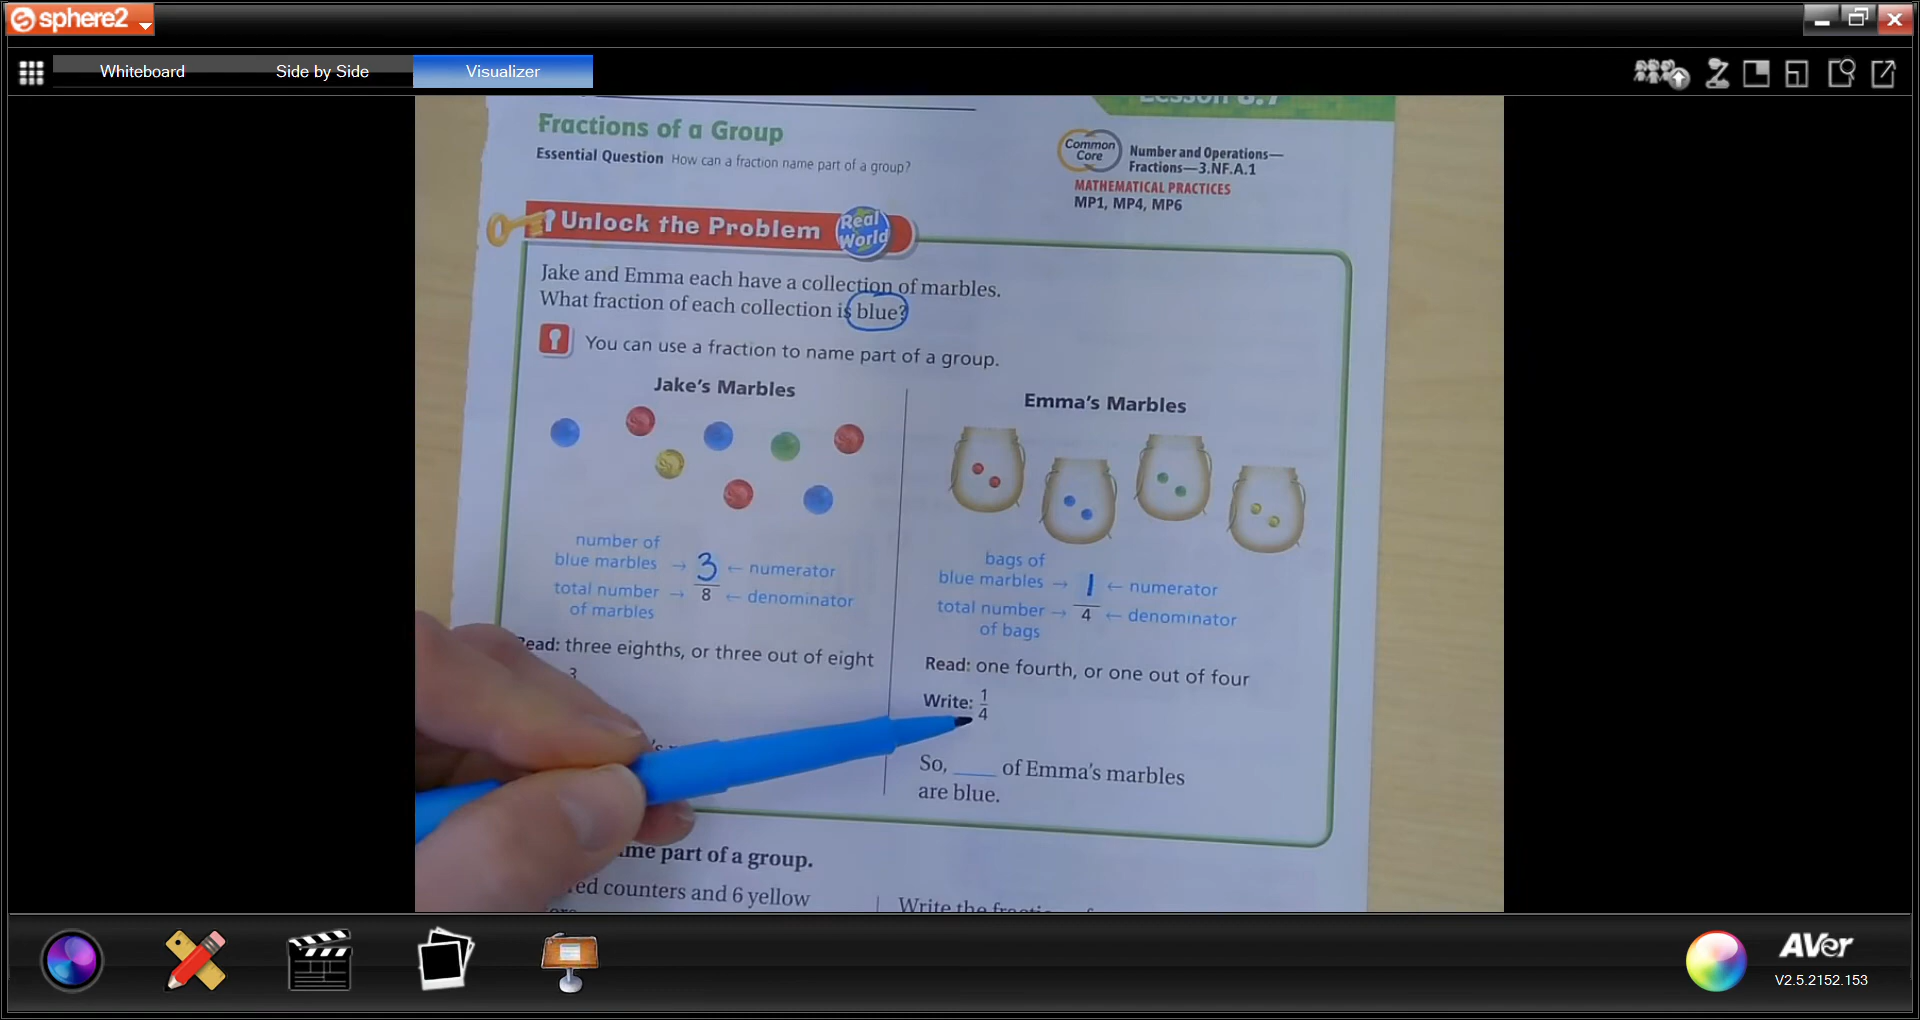 sphere2
Whiteboard
Side by Side
Visualizer
Lesson 8.7
Fractions of a Group
Essential Question How can a fraction name part of a group?
Common Core
Number and Operations—
Fractions—3.NF.A.1
MATHEMATICAL PRACTICES
MP1, MP4, MP6
Unlock the Problem
Real World
Jake and Emma each have a collection of marbles.
What fraction of each collection is blue?
You can use a fraction to name part of a group.
Jake's Marbles
number of
blue marbles → 3 ← numerator
total number → 8 ← denominator
of marbles
Read: three eighths, or three out of eight
3
Emma's Marbles
bags of
blue marbles → 1 ← numerator
total number → 4 ← denominator
of bags
Read: one fourth, or one out of four
Write: 1/4
So, ____ of Emma's marbles
are blue.
part of a group.
counters and 6 yellow
Write the
AVer
V2.5.2152.153